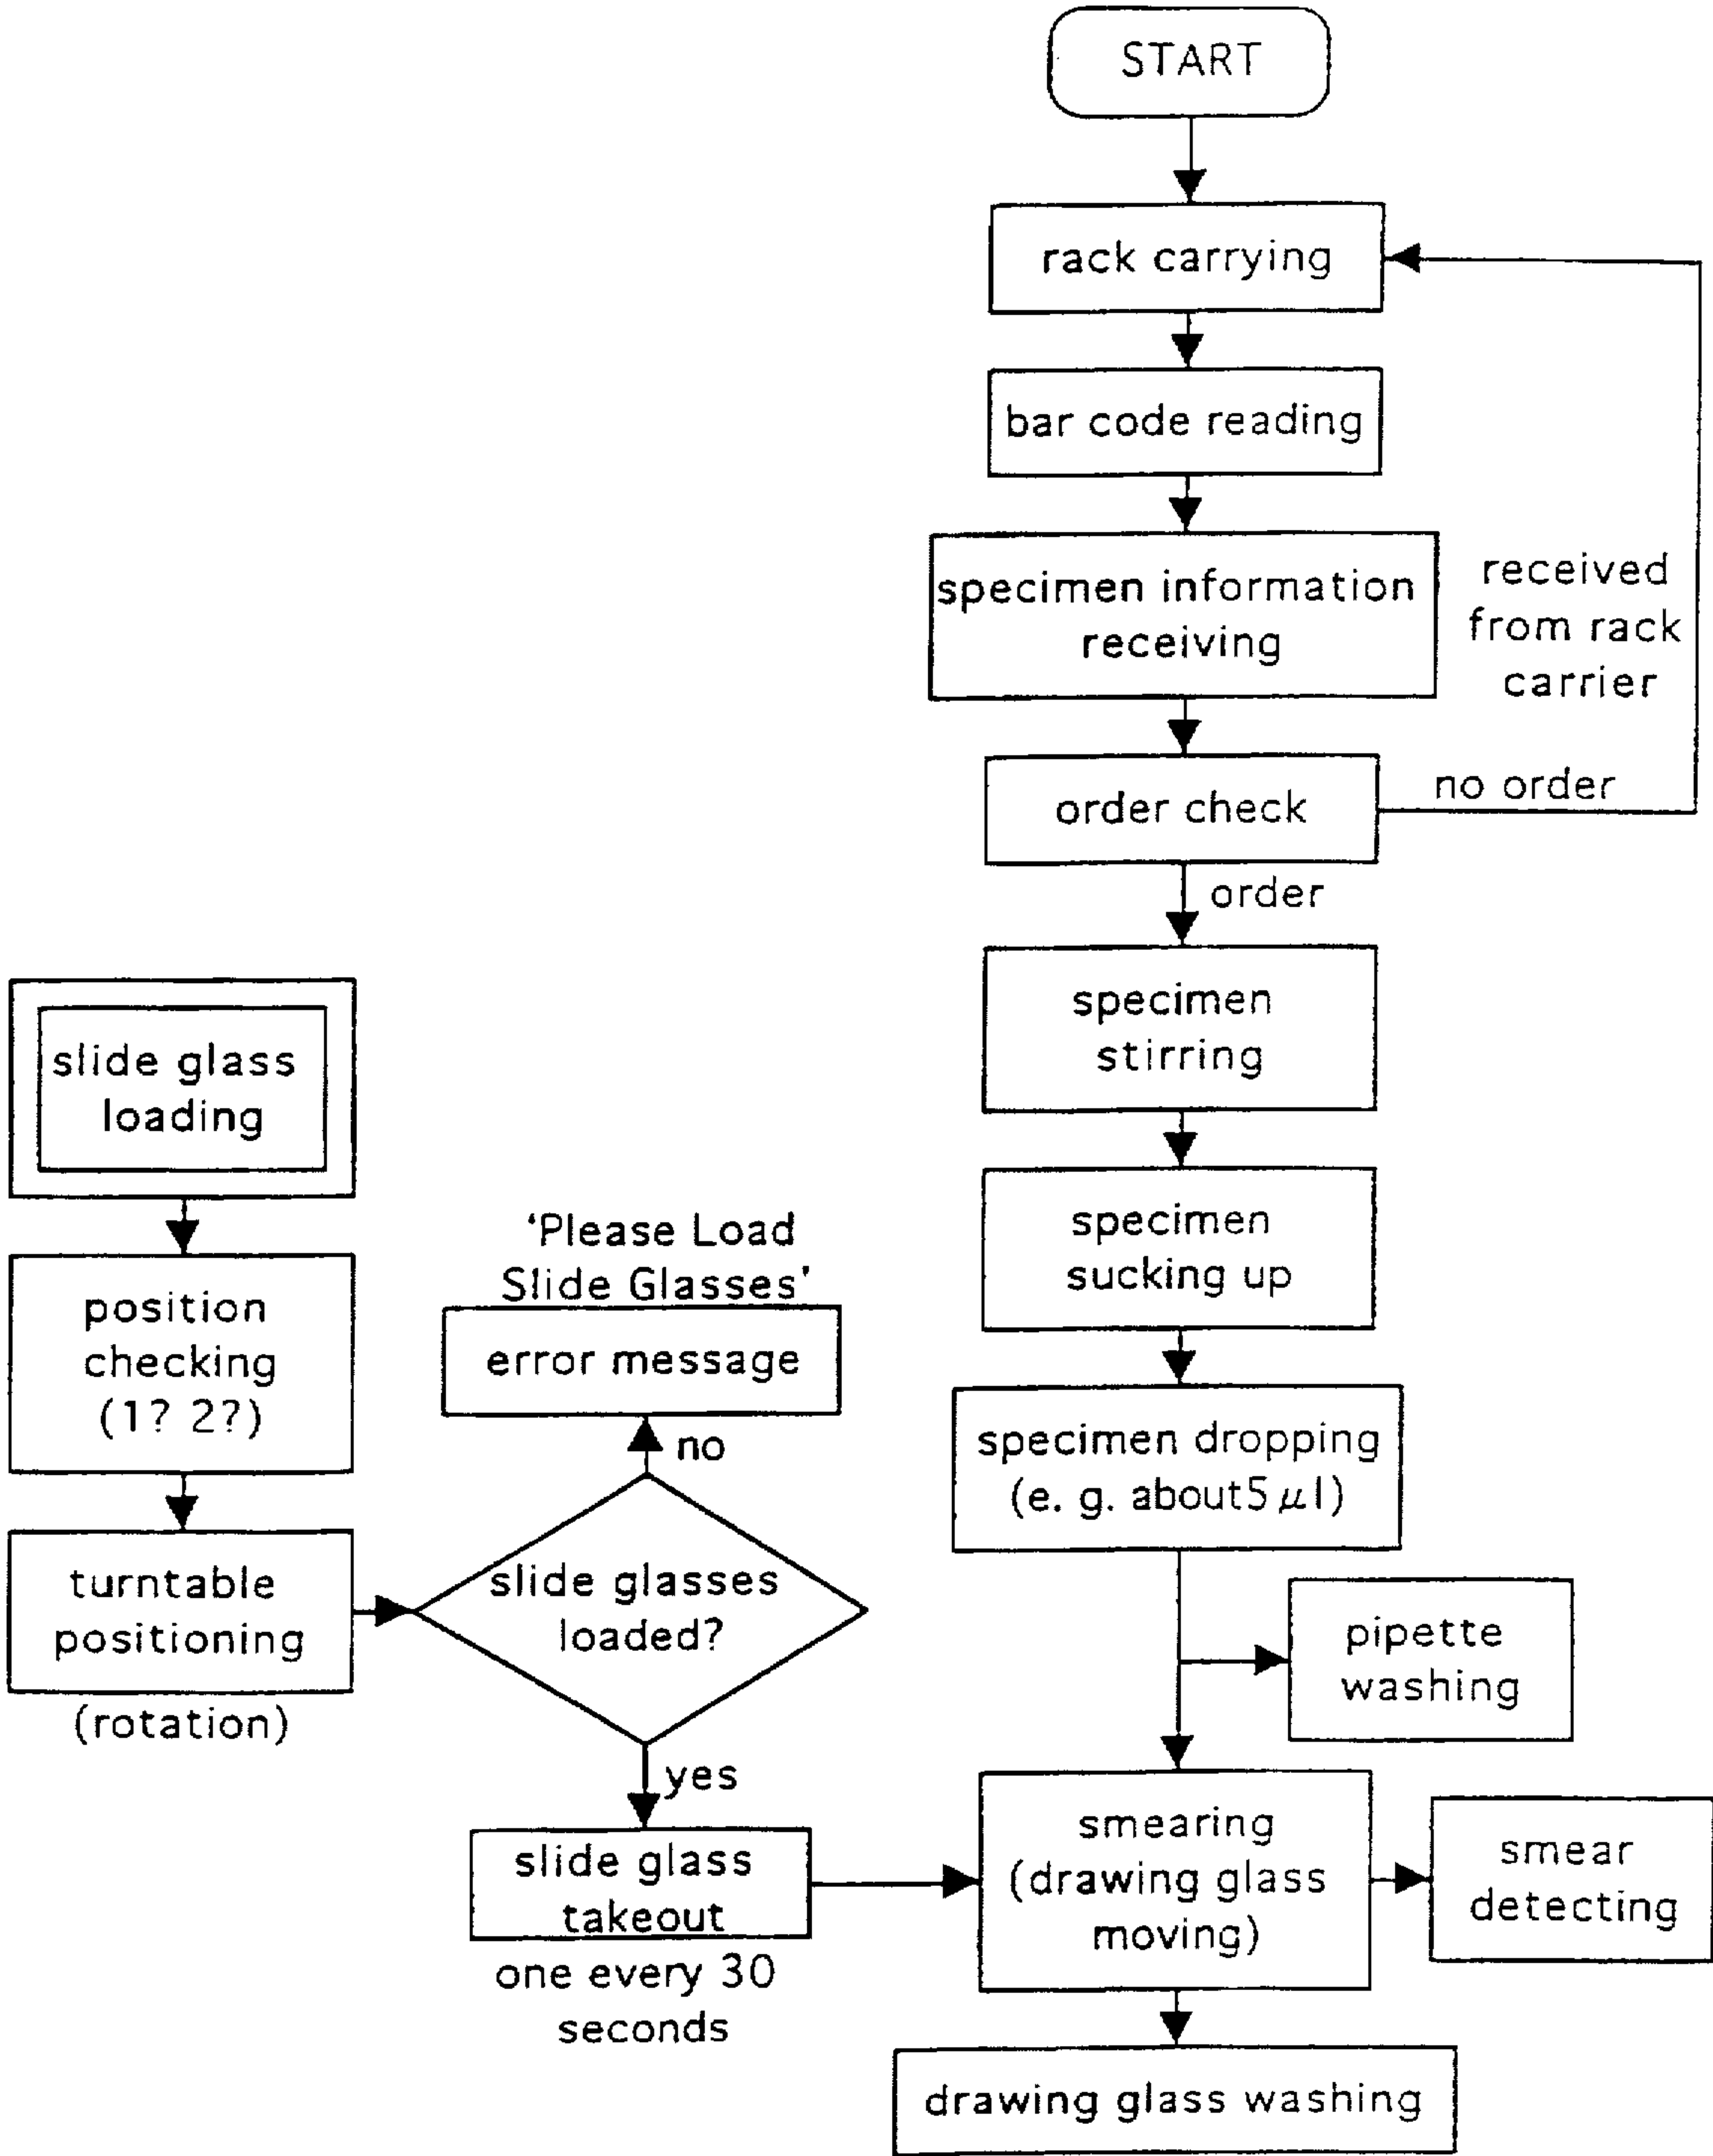 START
rack carrying
bar code reading
specimen information
receiving
received
from rack
carrier
order check
no order
order
specimen
stirring
specimen
sucking up
specimen dropping
(e. g. about5 μl)
pipette
washing
slide glass
loading
position
checking
(1? 2?)
turntable
positioning
(rotation)
'Please Load
Slide Glasses'
error message
no
slide glasses
loaded?
yes
slide glass
takeout
one every 30
seconds
smearing
(drawing glass
moving)
smear
detecting
drawing glass washing